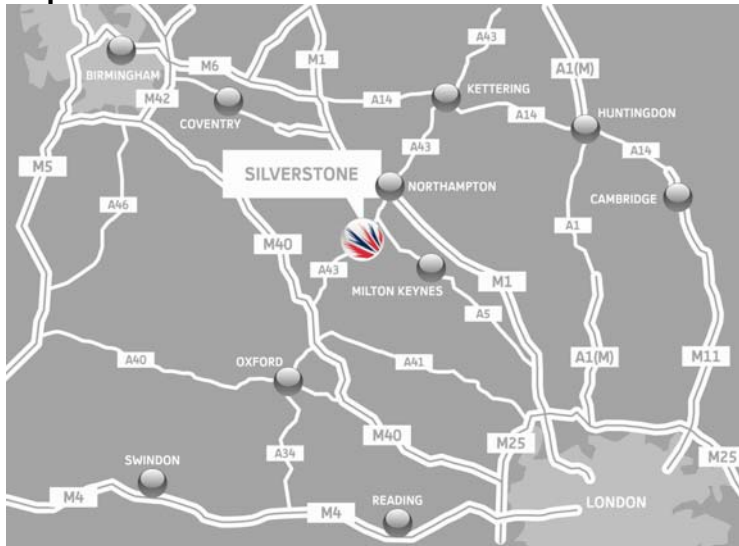 A43
M6
M1
BIRMINGHAM
KETTERING
A1(M)
M42
A14
HUNTINGDON
COVENTRY
A14
A43
A14
M5
SILVERSTONE
NORTHAMPTON
CAMBRIDGE
A46
A1
M40
A43
M1
MILTON KEYNES
A5
A40
OXFORD
A41
A1(M)
M11
M40
M25
A34
SWINDON
M25
M4
READING
LONDON
M4